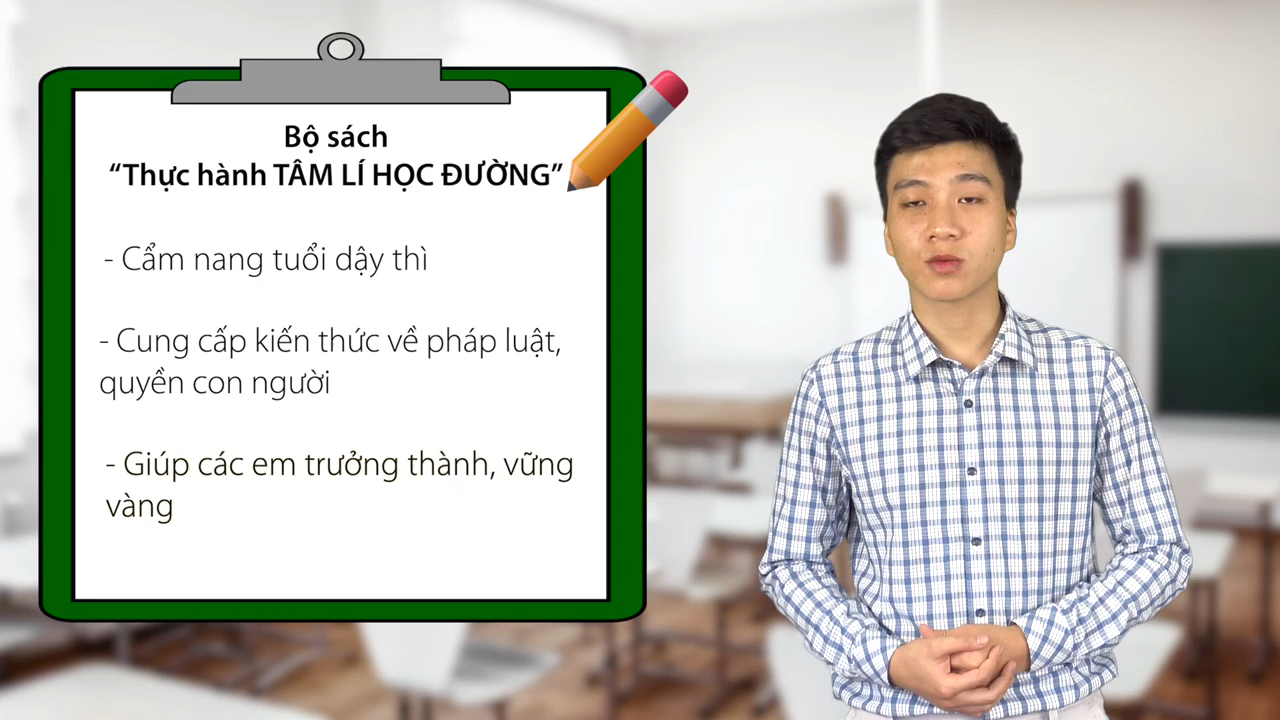 Bộ sách
“Thực hành TÂM LÍ HỌC ĐƯỜNG”
- Cẩm nang tuổi dậy thì
- Cung cấp kiến thức về pháp luật,
quyền con người
- Giúp các em trưởng thành, vững
vàng